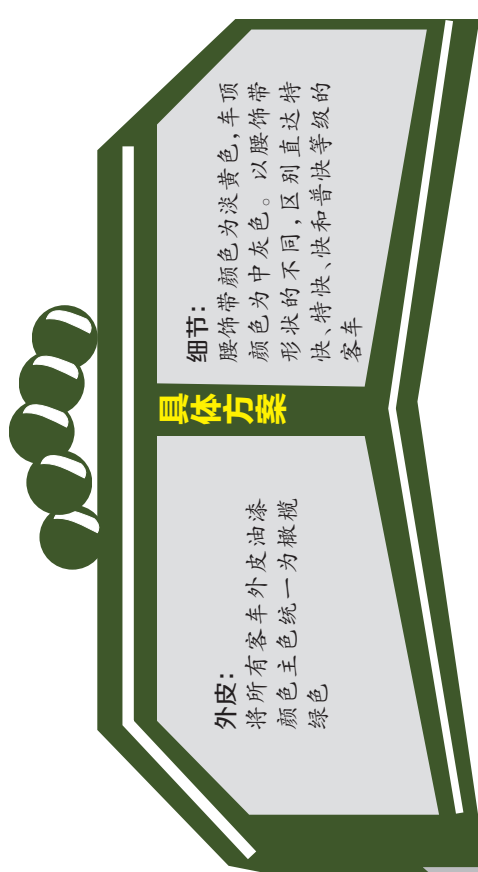 具体方案
外皮：
将所有客车外皮油漆
颜色主色统一为橄榄
绿色
细节：
腰饰带颜色为淡黄色，车顶
颜色为中灰色。以腰饰带
形状的不同，区别直达特
快、特快、快和普快等级的
客车